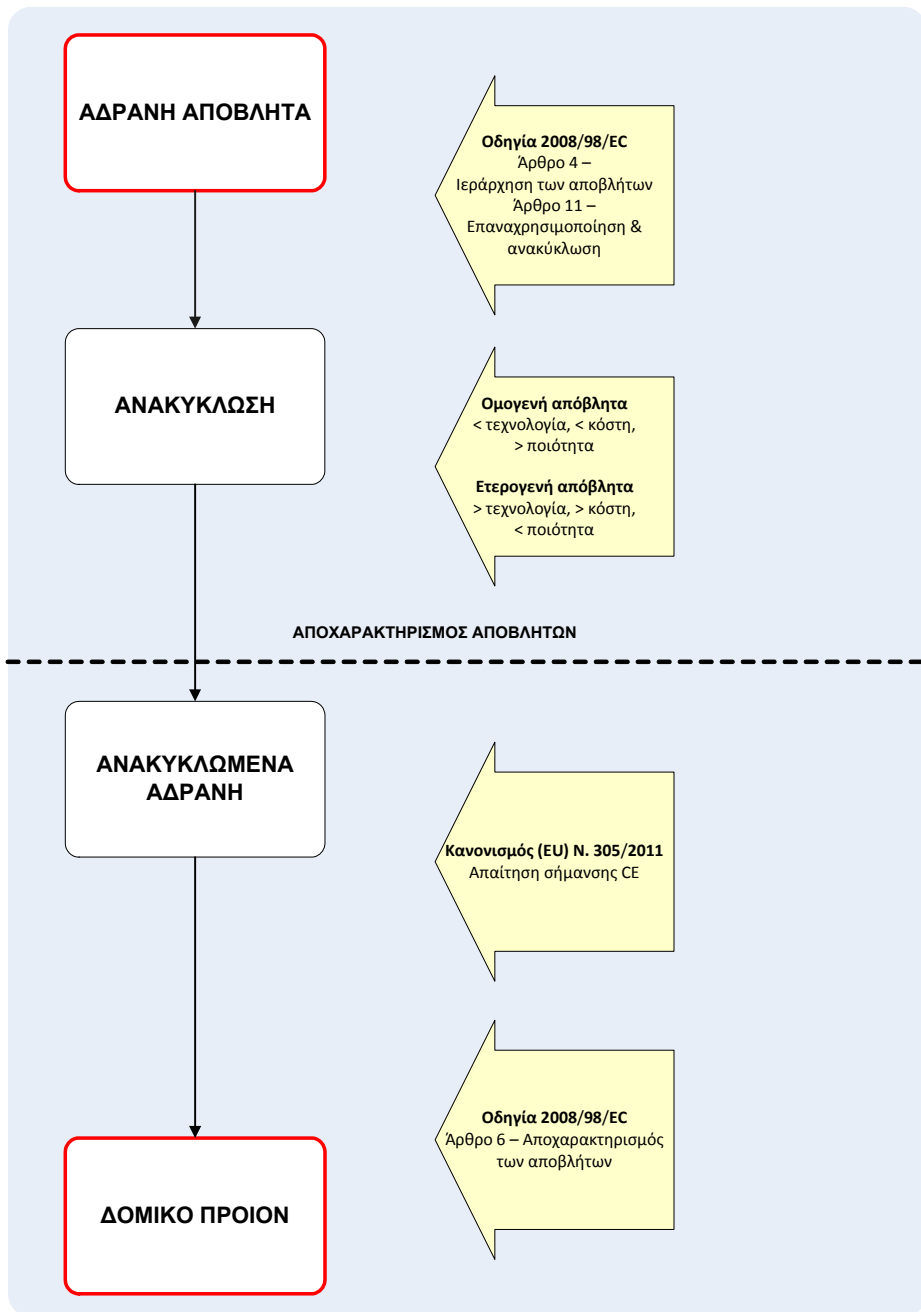 ΑΔΡΑΝΗ ΑΠΟΒΛΗΤΑ
Οδηγία 2008/98/EC
Άρθρο 4 –
Ιεράρχηση των αποβλήτων
Άρθρο 11 –
Επαναχρησιμοποίηση &
ανακύκλωση
ΑΝΑΚΥΚΛΩΣΗ
Ομογενή απόβλητα
< τεχνολογία, < κόστη,
> ποιότητα
Ετερογενή απόβλητα
> τεχνολογία, > κόστη,
< ποιότητα
ΑΠΟΧΑΡΑΚΤΗΡΙΣΜΟΣ ΑΠΟΒΛΗΤΩΝ
ΑΝΑΚΥΚΛΩΜΕΝΑ
ΑΔΡΑΝΗ
Κανονισμός (EU) N. 305/2011
Απαίτηση σήμανσης CE
Οδηγία 2008/98/EC
Άρθρο 6 – Αποχαρακτηρισμός
των αποβλήτων
ΔΟΜΙΚΟ ΠΡΟΙΟΝ